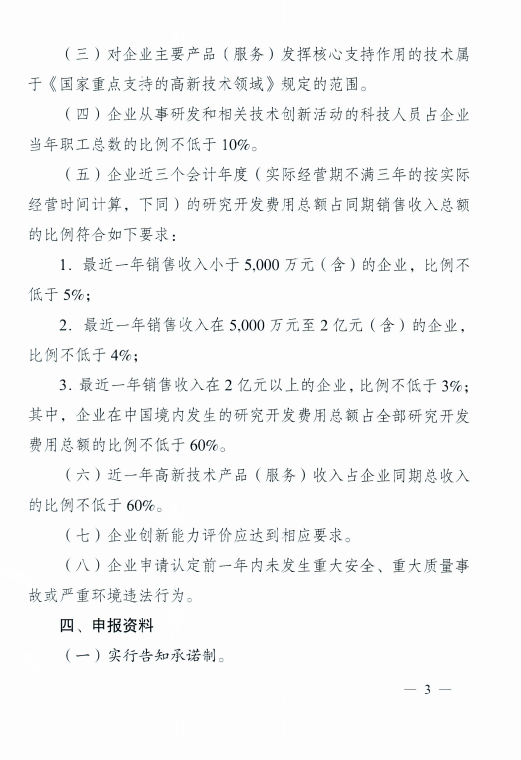 （三）对企业主要产品（服务）发挥核心支持作用的技术属
于《国家重点支持的高新技术领域》规定的范围。
（四）企业从事研发和相关技术创新活动的科技人员占企业
当年职工总数的比例不低于 10%。
（五）企业近三个会计年度（实际经营期不满三年的按实际
经营时间计算，下同）的研究开发费用总额占同期销售收入总额
的比例符合如下要求：
1．最近一年销售收入小于 5,000 万元（含）的企业，比例不
低于 5%；
2．最近一年销售收入在 5,000 万元至 2 亿元（含）的企业，
比例不低于 4%；
3．最近一年销售收入在 2 亿元以上的企业，比例不低于 3%；
其中，企业在中国境内发生的研究开发费用总额占全部研究开发
费用总额的比例不低于 60%。
（六）近一年高新技术产品（服务）收入占企业同期总收入
的比例不低于 60%。
（七）企业创新能力评价应达到相应要求。
（八）企业申请认定前一年内未发生重大安全、重大质量事
故或严重环境违法行为。
四、申报资料
（一）实行告知承诺制。
— 3 —